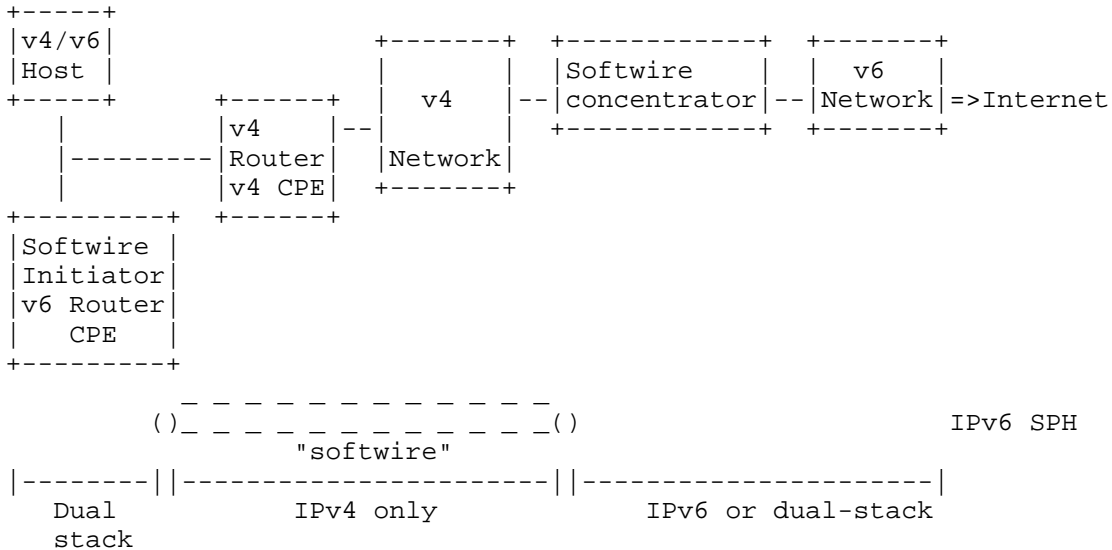 v4/v6
Host
v4
Router
v4 CPE
v4
Network
Softwire
concentrator
v6
Network
=>Internet
Softwire
Initiator
v6 Router
CPE
"softwire"
IPv6 SPH
Dual
stack
IPv4 only
IPv6 or dual-stack